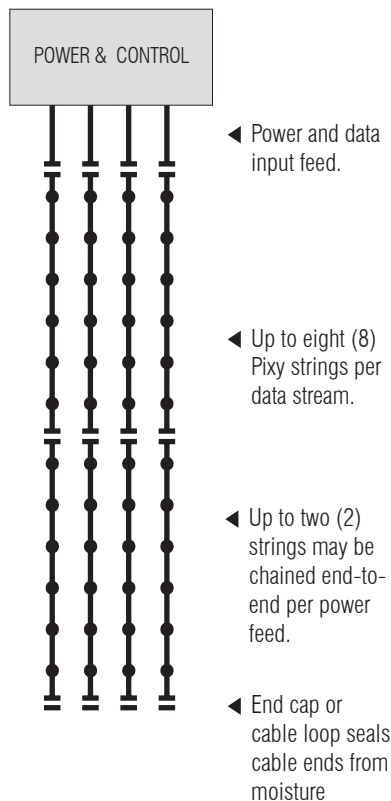 POWER & CONTROL
◀ Power and data
input feed.
◀ Up to eight (8)
Pixy strings per
data stream.
◀ Up to two (2)
strings may be
chained end-to-
end per power
feed.
◀ End cap or
cable loop seals
cable ends from
moisture